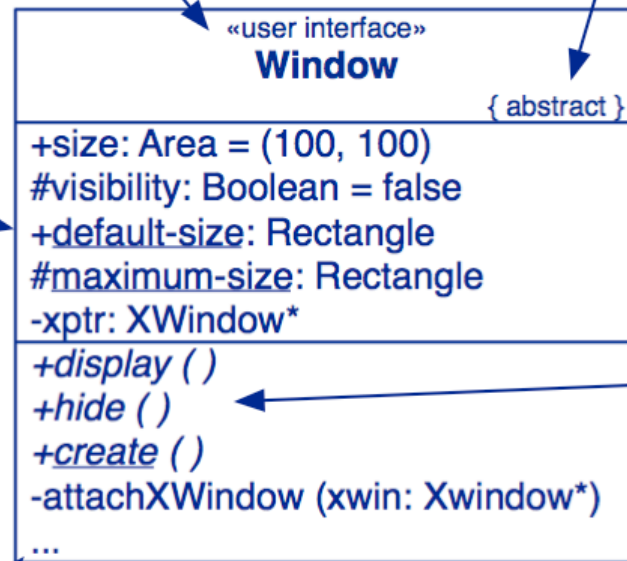 «user interface»
Window
{ abstract }
+size: Area = (100, 100)
#visibility: Boolean = false
+default-size: Rectangle
#maximum-size: Rectangle
-xptr: XWindow*
+display ( )
+hide ( )
+create ( )
-attachXWindow (xwin: Xwindow*)
...